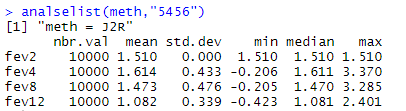 > analselist(meth,"5456")
[1] "meth = J2R"
nbr.val mean std.dev min median max
fev2 10000 1.510 0.000 1.510 1.510 1.510
fev4 10000 1.614 0.433 -0.206 1.611 3.370
fev8 10000 1.473 0.476 -0.205 1.470 3.285
fev12 10000 1.082 0.339 -0.423 1.081 2.401